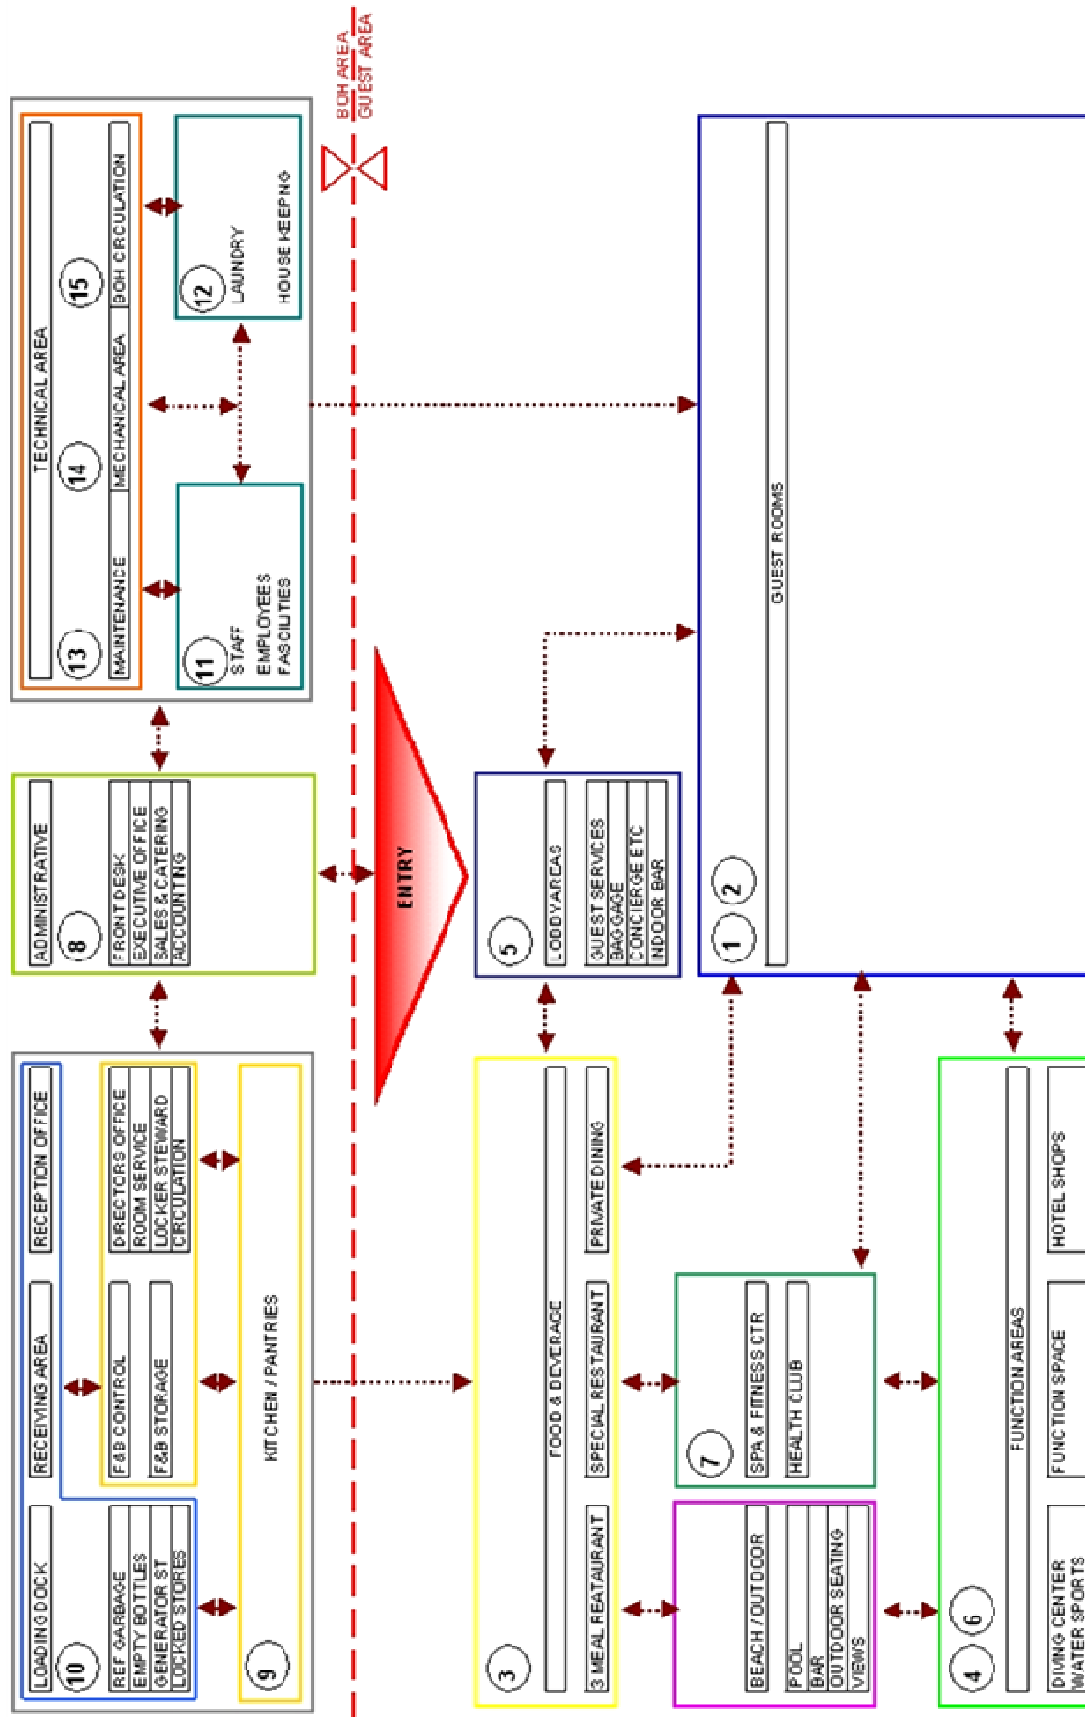 LOADING DOCK
RECEIVING AREA
RECEPTION OFFICE
10
REF GARBAGE
EMPTY BOTTLES
GENERATOR ST
LOCKED STORES
F&B CONTROL
F&B STORAGE
DIRECTORS OFFICE
ROOM SERVICE
LOCKER STEWARD
CIRCULATION
9
KITCHEN / PANTRIES
ADMINISTRATIVE
8
FRONT DESK
EXECUTIVE OFFICE
SALES & CATERING
ACCOUNTING
TECHNICAL AREA
13
14
15
MAINTENANCE
MECHANICAL AREA
BOH CIRCULATION
11
STAFF
EMPLOYEES
FASCILITIES
12
LAUNDRY
HOUSE KEEPNG
BOH AREA
GUEST AREA
ENTRY
3
FOOD & BEVERAGE
3 MEAL REATAURANT
SPECIAL RESTAURANT
PRIVATE DINING
5
LOBBY AREAS
GUEST SERVICES
BAGGAGE
CONCIERGE ETC
INDOOR BAR
BEACH / OUTDOOR
POOL
BAR
OUTDOOR SEATING
VIEWS
7
SPA & FITNESS CTR
HEALTH CLUB
1
2
GUEST ROOMS
4
6
FUNCTION AREAS
DIVING CENTER
WATER SPORTS
FUNCTION SPACE
HOTEL SHOPS